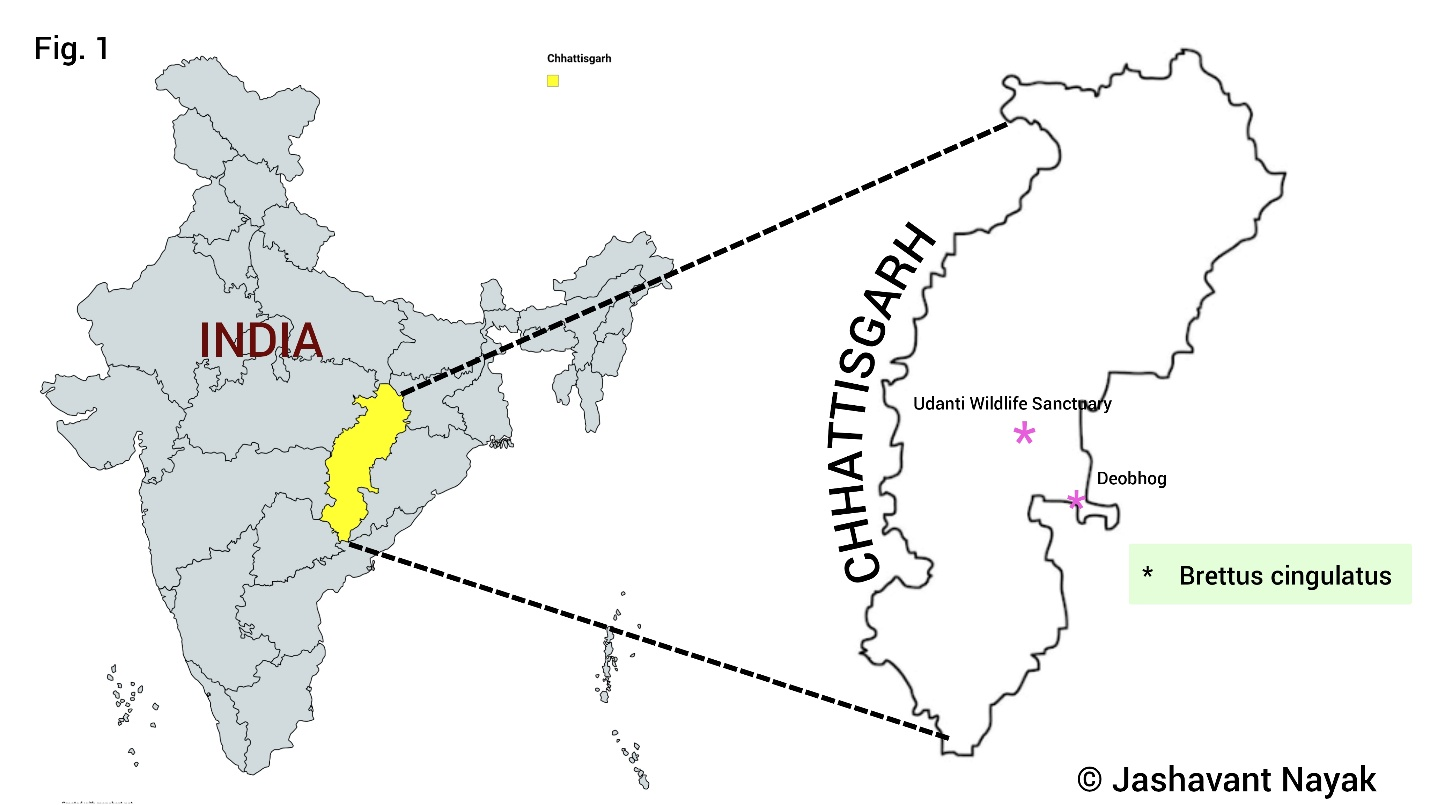 Fig. 1
Chhattisgarh
INDIA
CHHATTISGARH
Udanti Wildlife Sanctuary
*
Deobhog
*
* Brettus cingulatus
© Jashavant Nayak